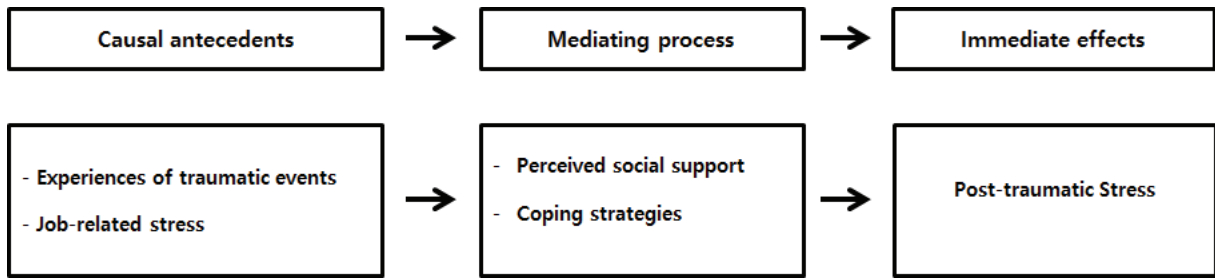 Causal antecedents
Mediating process
Immediate effects
- Experiences of traumatic events
- Job-related stress
- Perceived social support
- Coping strategies
Post-traumatic Stress